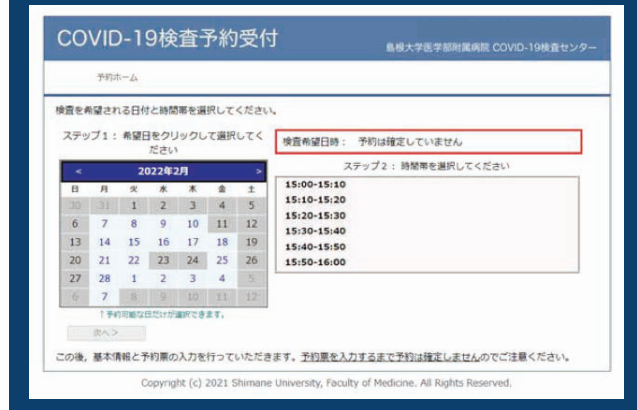 COVID-19検査予約受付
島根大学医学部附属病院 COVID-19検査センター
予約ホーム
検査を希望される日付と時間帯を選択してください。
ステップ1： 希望日をクリックして選択してく
ださい
検査希望日時： 予約は確定していません
ステップ2： 時間帯を選択してください
< 2022年2月 >
日 月 火 水 木 金 土
30 31 1 2 3 4 5
6 7 8 9 10 11 12
13 14 15 16 17 18 19
20 21 22 23 24 25 26
27 28 1 2 3 4 5
6 7 8 9 10 11 12
15:00-15:10
15:10-15:20
15:20-15:30
15:30-15:40
15:40-15:50
15:50-16:00
↑予約可能な日だけが選択できます。
次へ >
この後，基本情報と予約票の入力を行っていただきます。予約票を入力するまで予約は確定しませんのでご注意ください。
Copyright (c) 2021 Shimane University, Faculty of Medicine. All Rights Reserved.